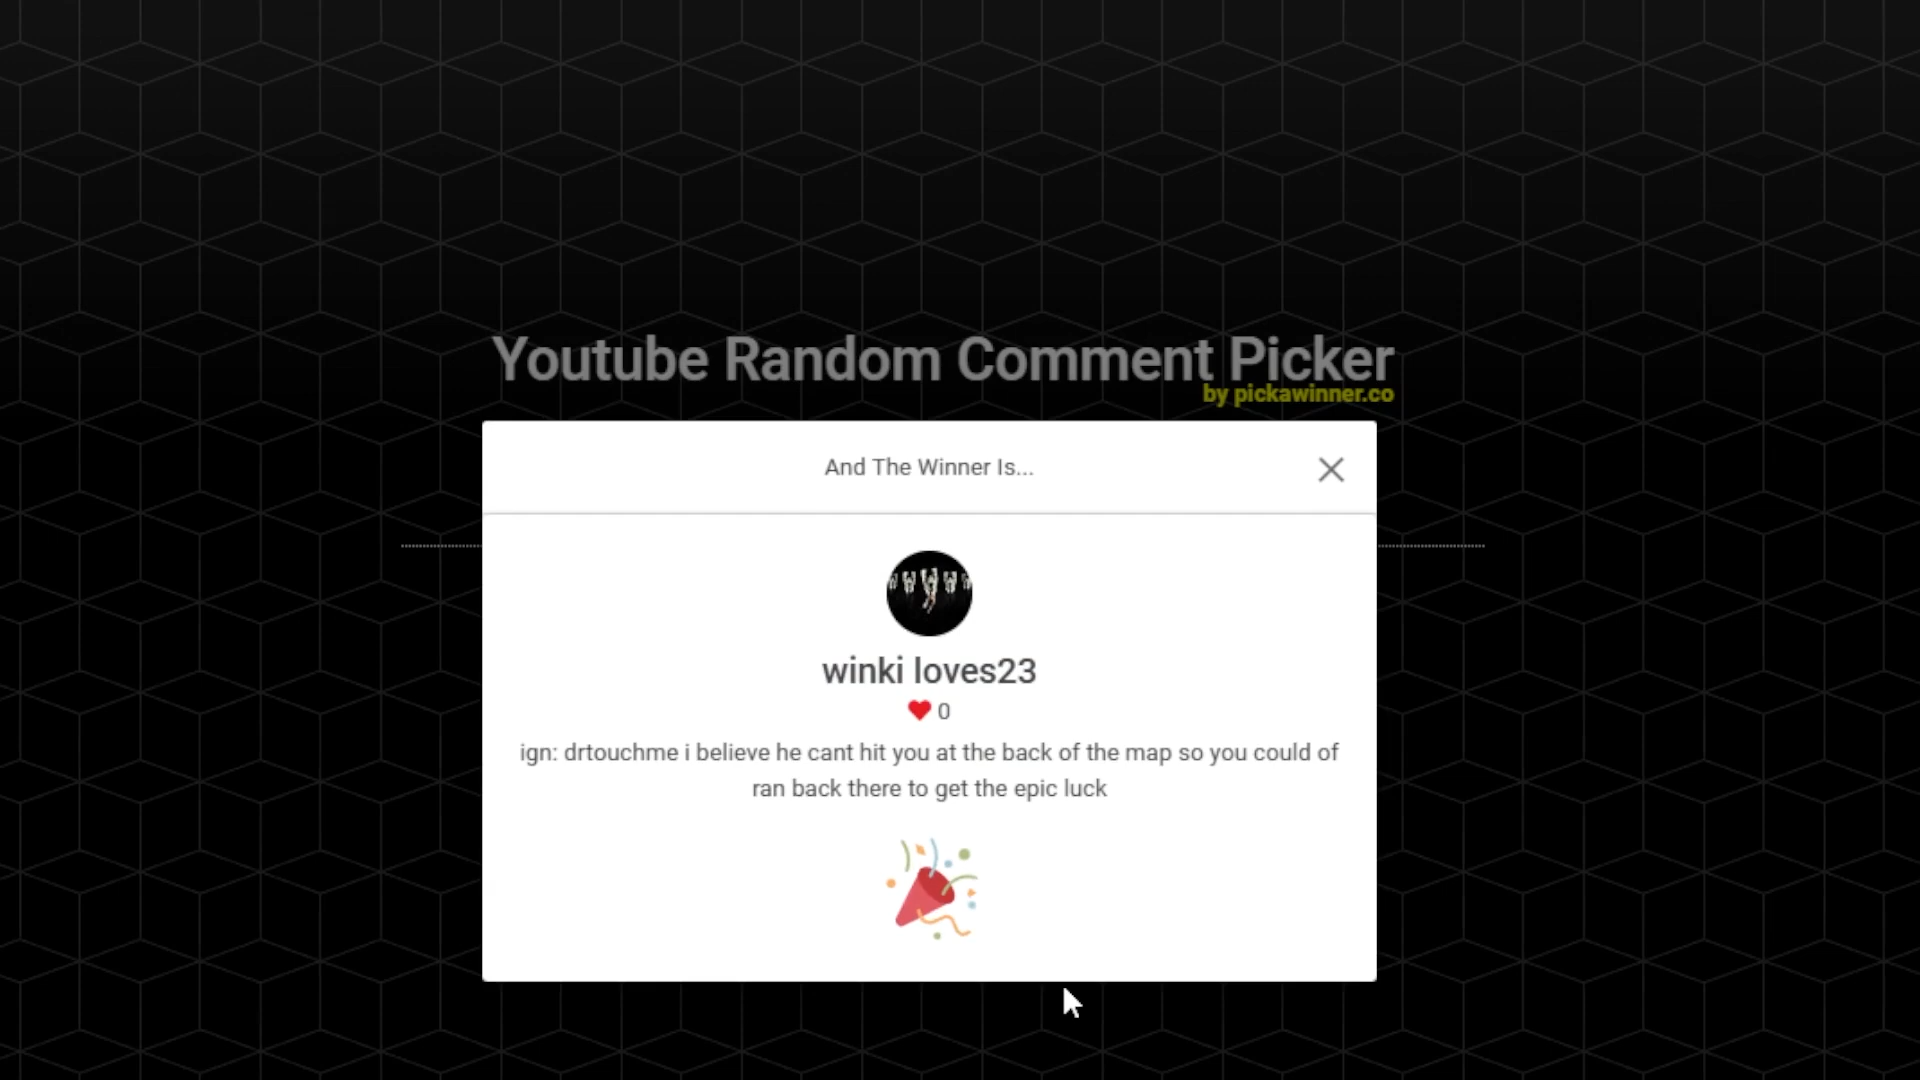 Youtube Random Comment Picker
by pickawinner.co
And The Winner Is...
winki loves23
0
ign: drtouchme i believe he cant hit you at the back of the map so you could of
ran back there to get the epic luck